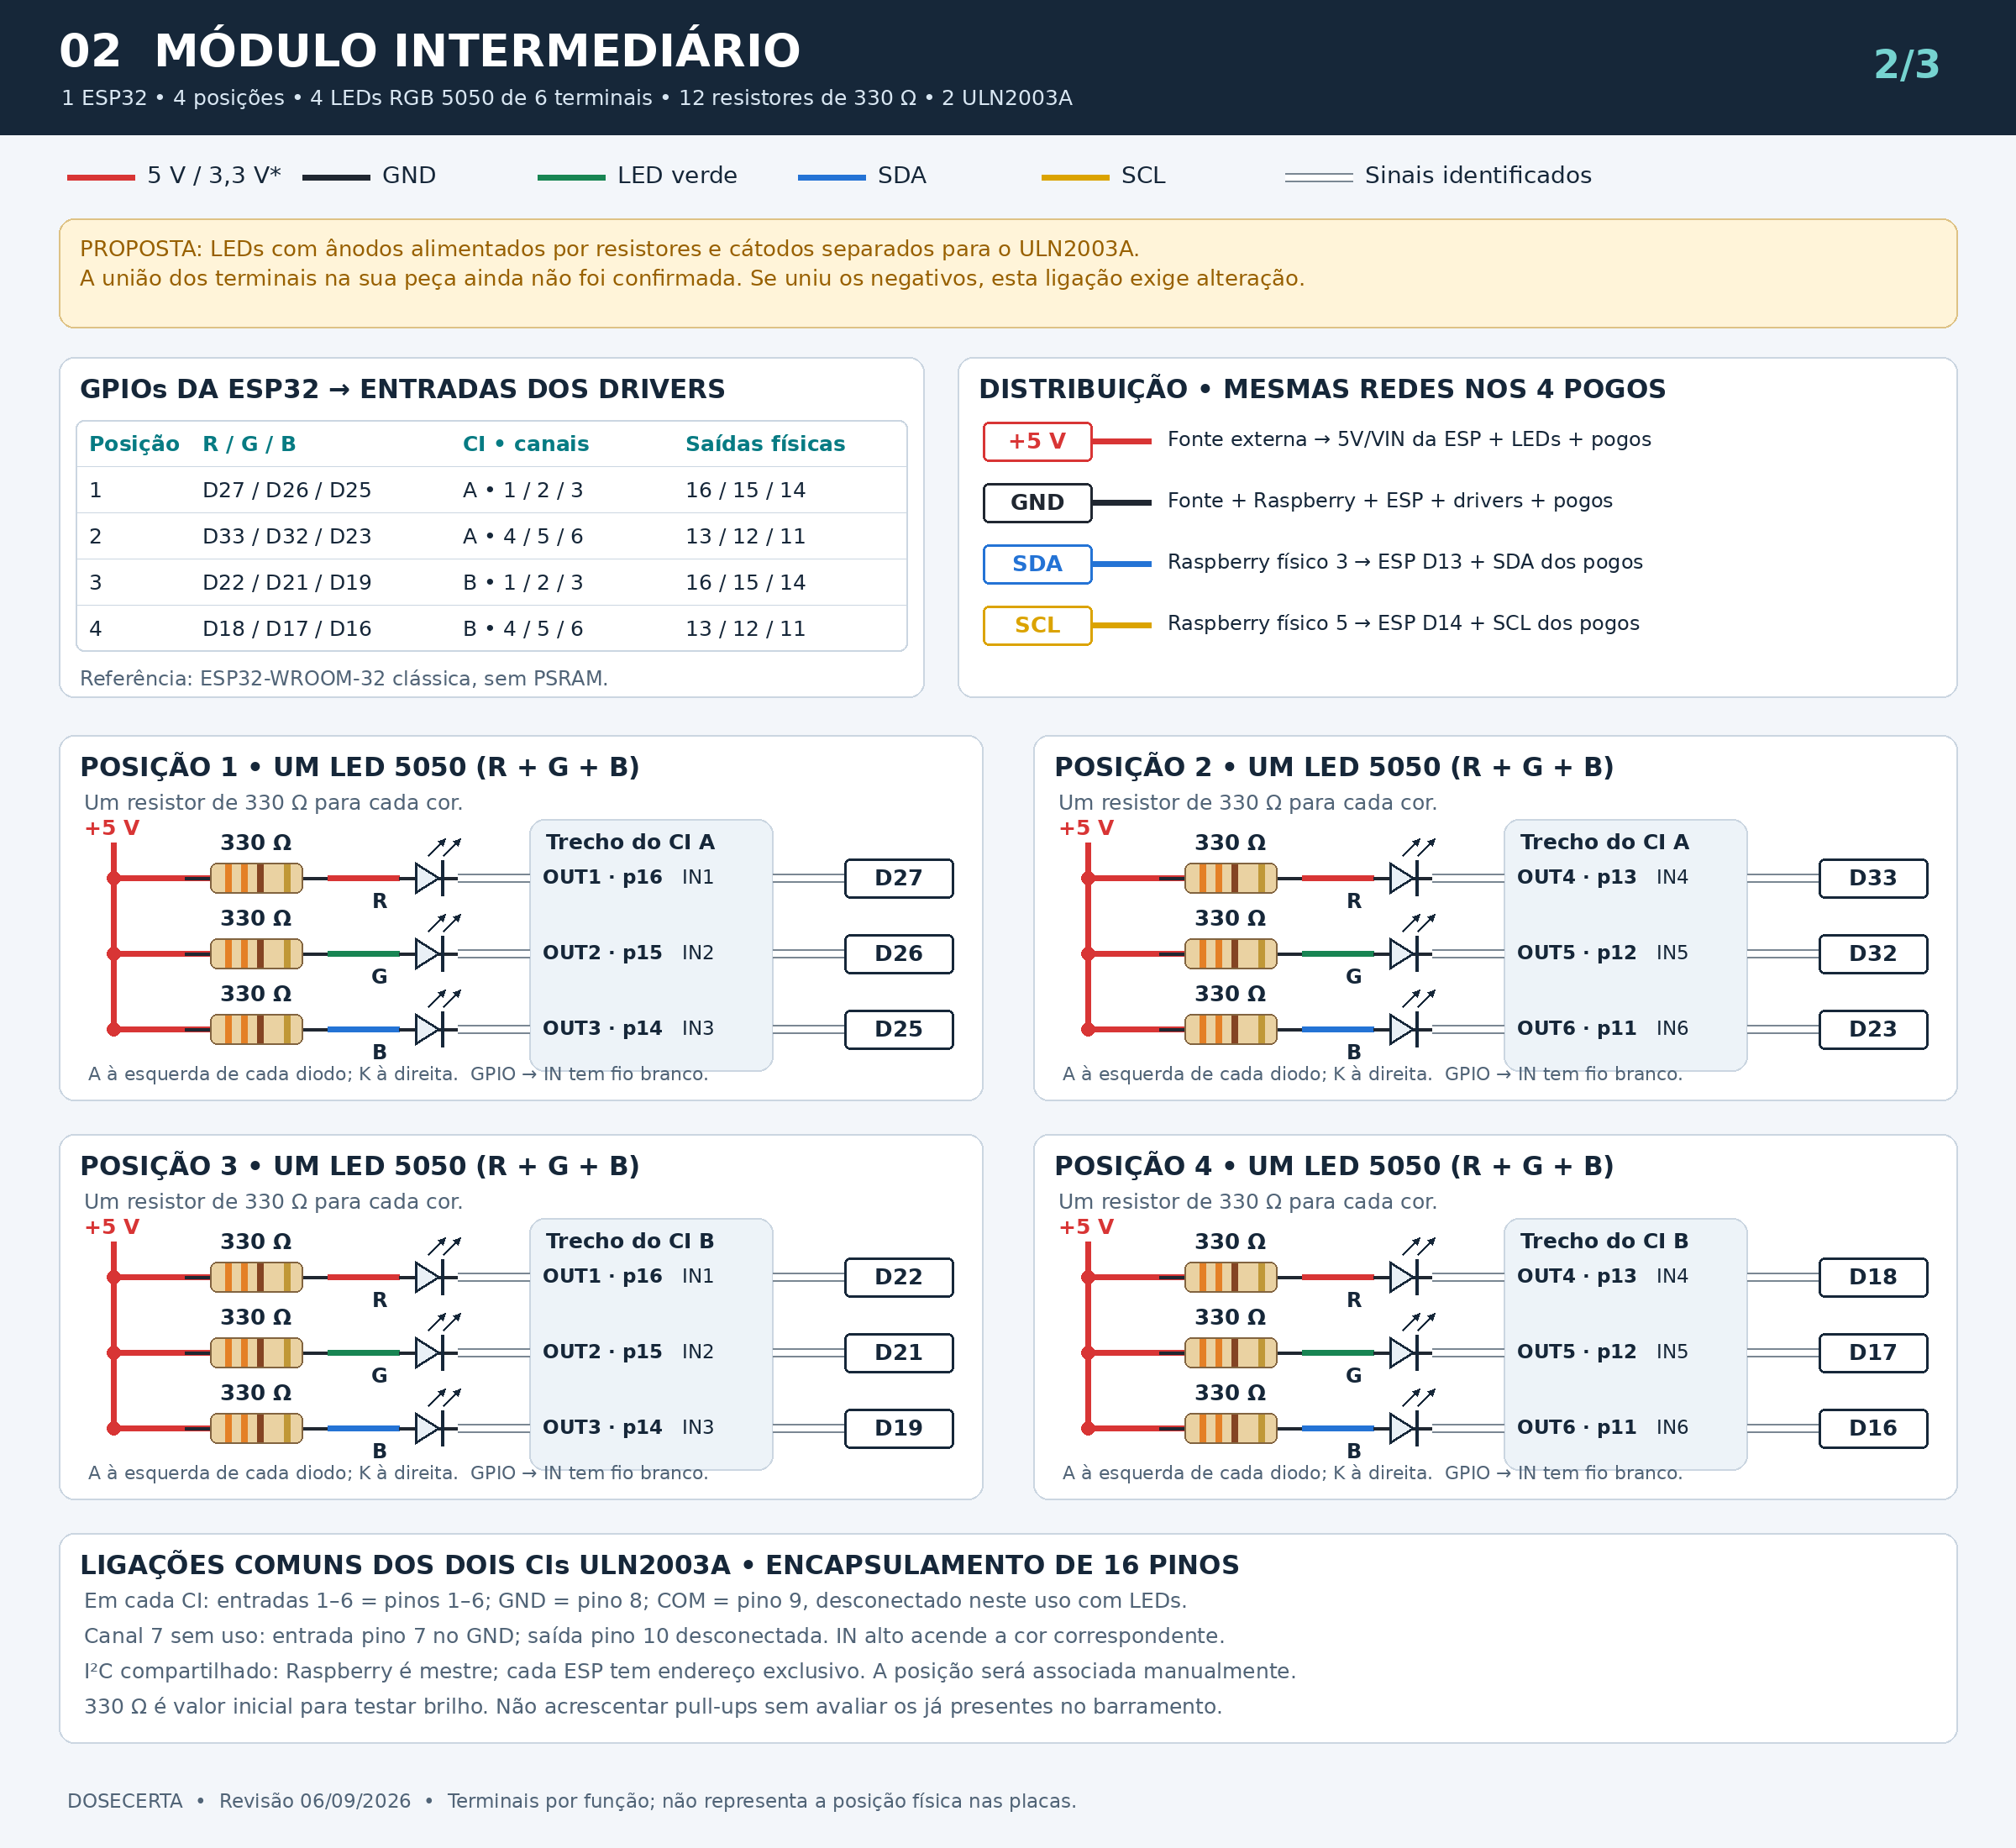 02 MÓDULO INTERMEDIÁRIO
2/3
1 ESP32 • 4 posições • 4 LEDs RGB 5050 de 6 terminais • 12 resistores de 330 Ω • 2 ULN2003A
5 V / 3,3 V*
GND
LED verde
SDA
SCL
Sinais identificados
PROPOSTA: LEDs com ânodos alimentados por resistores e cátodos separados para o ULN2003A.
A união dos terminais na sua peça ainda não foi confirmada. Se uniu os negativos, esta ligação exige alteração.
GPIOs DA ESP32 → ENTRADAS DOS DRIVERS
Posição R / G / B CI • canais Saídas físicas
1 D27 / D26 / D25 A • 1 / 2 / 3 16 / 15 / 14
2 D33 / D32 / D23 A • 4 / 5 / 6 13 / 12 / 11
3 D22 / D21 / D19 B • 1 / 2 / 3 16 / 15 / 14
4 D18 / D17 / D16 B • 4 / 5 / 6 13 / 12 / 11
Referência: ESP32-WROOM-32 clássica, sem PSRAM.
DISTRIBUIÇÃO • MESMAS REDES NOS 4 POGOS
+5 V Fonte externa → 5V/VIN da ESP + LEDs + pogos
GND Fonte + Raspberry + ESP + drivers + pogos
SDA Raspberry físico 3 → ESP D13 + SDA dos pogos
SCL Raspberry físico 5 → ESP D14 + SCL dos pogos
POSIÇÃO 1 • UM LED 5050 (R + G + B)
Um resistor de 330 Ω para cada cor.
+5 V
330 Ω
Trecho do CI A
R
OUT1 · p16 IN1
D27
330 Ω
G
OUT2 · p15 IN2
D26
330 Ω
B
OUT3 · p14 IN3
D25
A à esquerda de cada diodo; K à direita. GPIO → IN tem fio branco.
POSIÇÃO 2 • UM LED 5050 (R + G + B)
Um resistor de 330 Ω para cada cor.
+5 V
330 Ω
Trecho do CI A
R
OUT4 · p13 IN4
D33
330 Ω
G
OUT5 · p12 IN5
D32
330 Ω
B
OUT6 · p11 IN6
D23
A à esquerda de cada diodo; K à direita. GPIO → IN tem fio branco.
POSIÇÃO 3 • UM LED 5050 (R + G + B)
Um resistor de 330 Ω para cada cor.
+5 V
330 Ω
Trecho do CI B
R
OUT1 · p16 IN1
D22
330 Ω
G
OUT2 · p15 IN2
D21
330 Ω
B
OUT3 · p14 IN3
D19
A à esquerda de cada diodo; K à direita. GPIO → IN tem fio branco.
POSIÇÃO 4 • UM LED 5050 (R + G + B)
Um resistor de 330 Ω para cada cor.
+5 V
330 Ω
Trecho do CI B
R
OUT4 · p13 IN4
D18
330 Ω
G
OUT5 · p12 IN5
D17
330 Ω
B
OUT6 · p11 IN6
D16
A à esquerda de cada diodo; K à direita. GPIO → IN tem fio branco.
LIGAÇÕES COMUNS DOS DOIS CIs ULN2003A • ENCAPSULAMENTO DE 16 PINOS
Em cada CI: entradas 1–6 = pinos 1–6; GND = pino 8; COM = pino 9, desconectado neste uso com LEDs.
Canal 7 sem uso: entrada pino 7 no GND; saída pino 10 desconectada. IN alto acende a cor correspondente.
I²C compartilhado: Raspberry é mestre; cada ESP tem endereço exclusivo. A posição será associada manualmente.
330 Ω é valor inicial para testar brilho. Não acrescentar pull-ups sem avaliar os já presentes no barramento.
DOSECERTA • Revisão 06/09/2026 • Terminais por função; não representa a posição física nas placas.